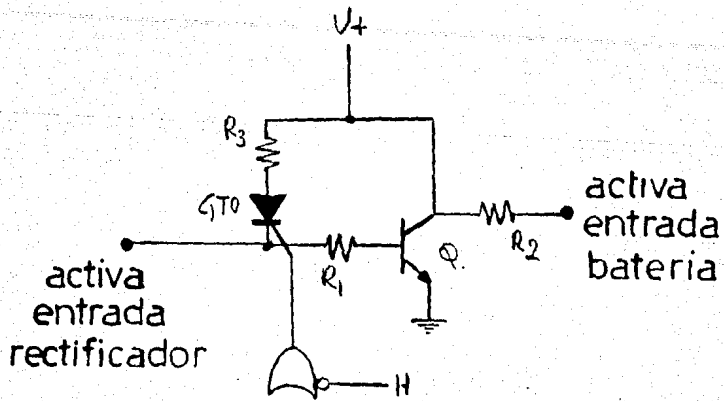 V+
R3
GTO
R1
Q.
R2
activa
entrada
bateria
activa
entrada
rectificador
H